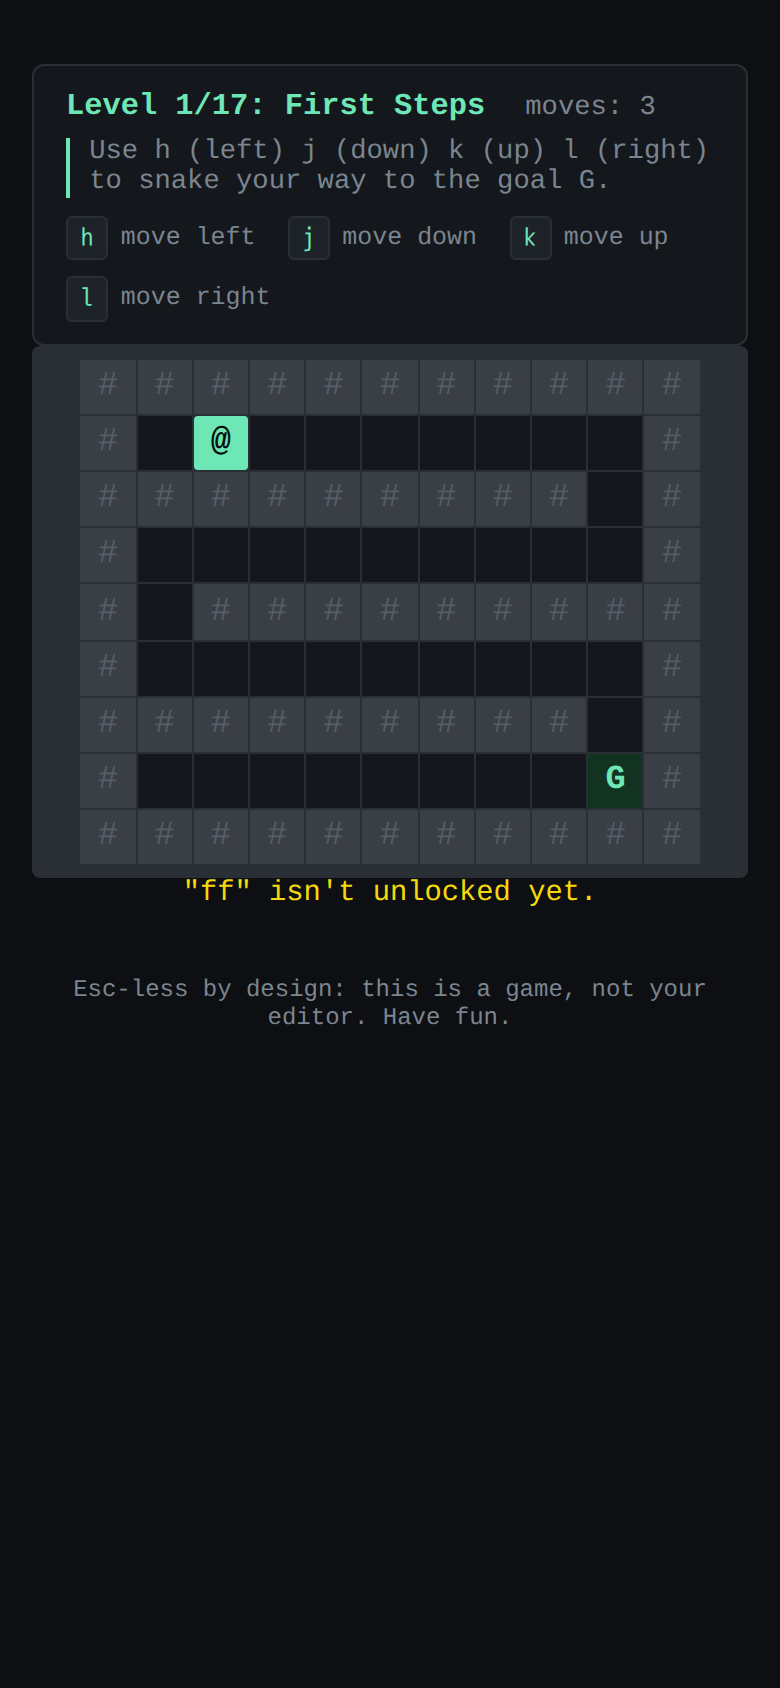 Level 1/17: First Steps moves: 3
Use h (left) j (down) k (up) l (right)
to snake your way to the goal G.
h move left j move down k move up
l move right
# # # # # # # # # # #
# @ #
# # # # # # # # # #
# #
# # # # # # # # # #
# #
# # # # # # # # # #
# G #
# # # # # # # # # # #
"ff" isn't unlocked yet.
Esc-less by design: this is a game, not your
editor. Have fun.